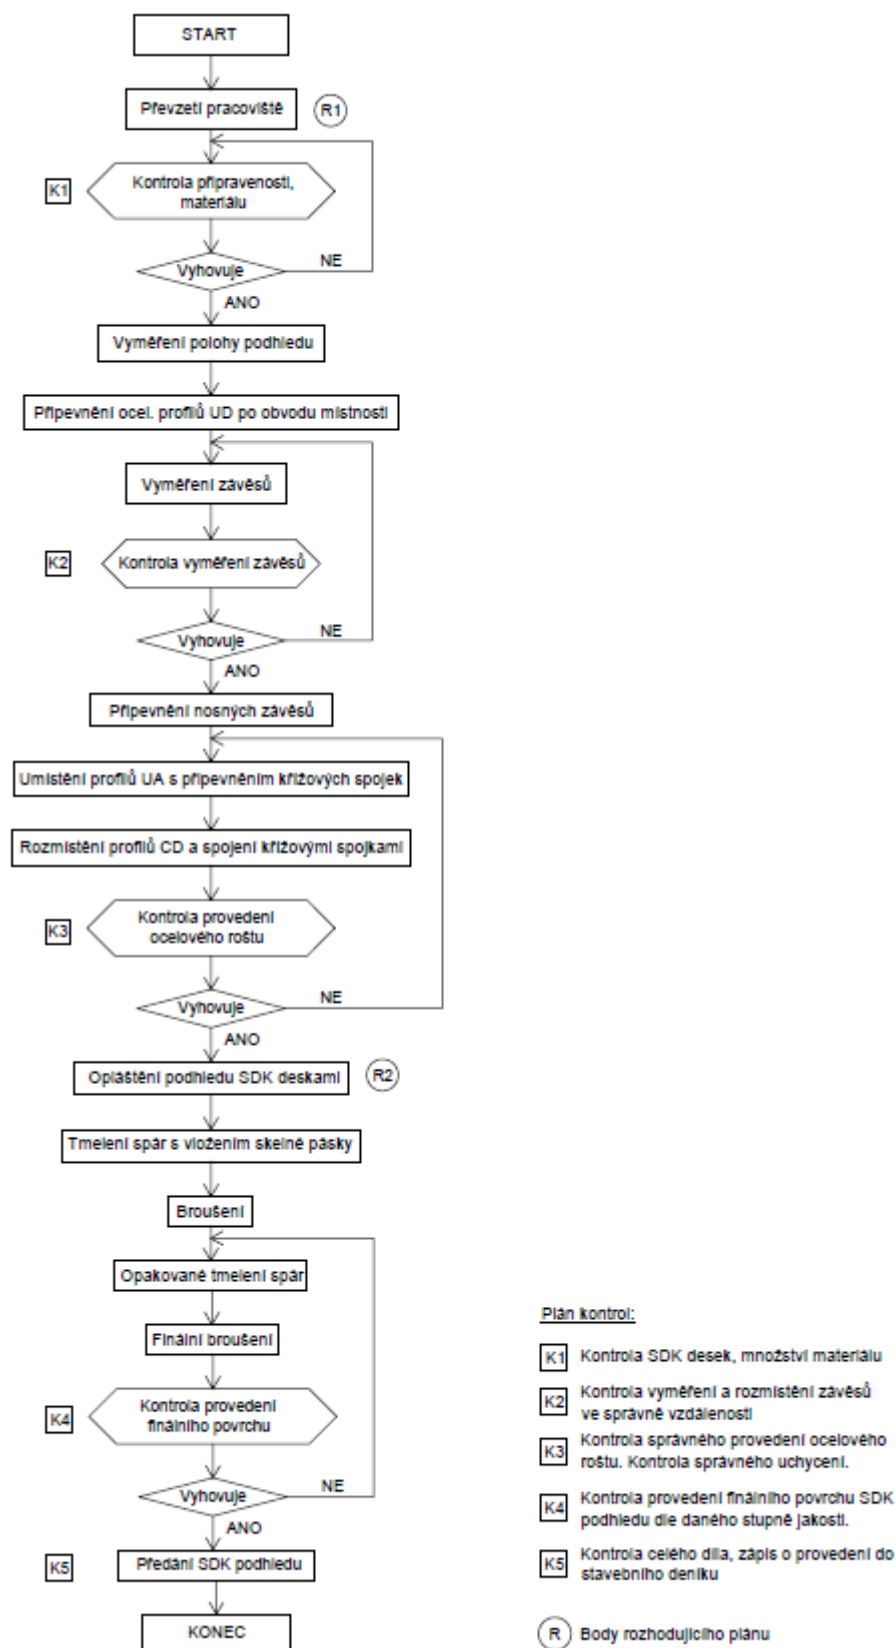 START
Převzetí pracoviště
R1
K1
Kontrola připravenosti,
materiálu
Vyhovuje
NE
ANO
Vyměření polohy podhledu
Připevnění ocel. profilů UD po obvodu místnosti
Vyměření závěsů
K2
Kontrola vyměření závěsů
Vyhovuje
NE
ANO
Připevnění nosných závěsů
Umístění profilů UA s připevněním křížových spojek
Rozmístění profilů CD a spojení křížovými spojkami
K3
Kontrola provedení
ocelového roštu
Vyhovuje
NE
ANO
Opláštění podhledu SDK deskami
R2
Tmelení spár s vložením skelné pásky
Broušení
Opakované tmelení spár
Finální broušení
K4
Kontrola provedení
finálního povrchu
Vyhovuje
NE
ANO
K5
Předání SDK podhledu
KONEC
Plán kontrol:
K1 Kontrola SDK desek, množství materiálu
K2 Kontrola vyměření a rozmístění závěsů
ve správné vzdálenosti
K3 Kontrola správného provedení ocelového
roštu. Kontrola správného uchycení.
K4 Kontrola provedení finálního povrchu SDK
podhledu dle daného stupně jakosti.
K5 Kontrola celého díla, zápis o provedení do
stavebního deníku
R Body rozhodujícího plánu